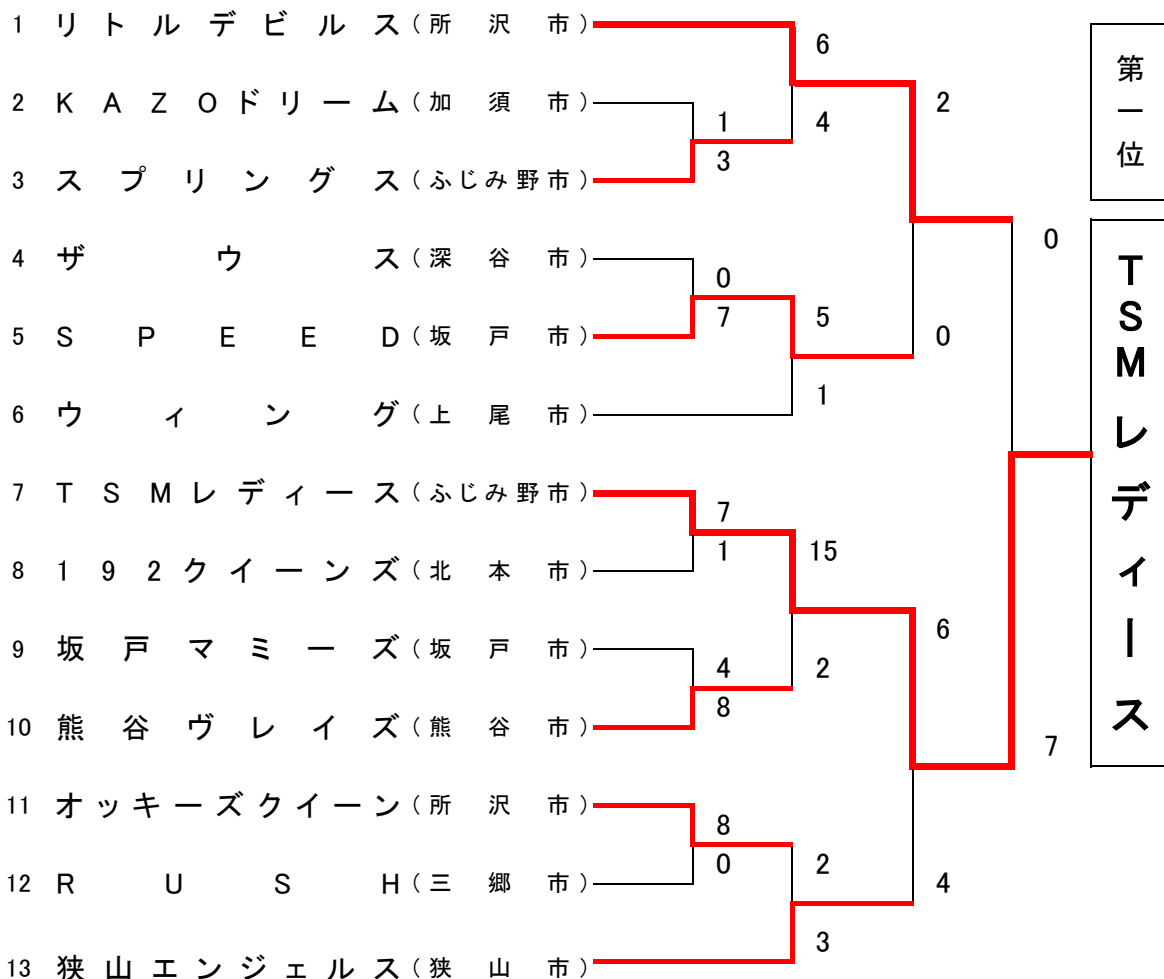 1 リトルデビルス(所沢市)
6
2 KAZOドリーム(加須市)
2
1
4
3
3 スプリングス(ふじみ野市)
0
4 ザウス(深谷市)
0
7
5
5 SPEED(坂戸市)
0
1
6 ウィング(上尾市)
7 TSMレディース(ふじみ野市)
7
1
15
8 192クイーンズ(北本市)
6
9 坂戸マミーズ(坂戸市)
4
2
8
10 熊谷ヴレイズ(熊谷市)
7
11 オッキーズクイーン(所沢市)
8
0
2
12 RUSH(三郷市)
4
3
13 狭山エンジェルス(狭山市)
第一位
TSMレディース